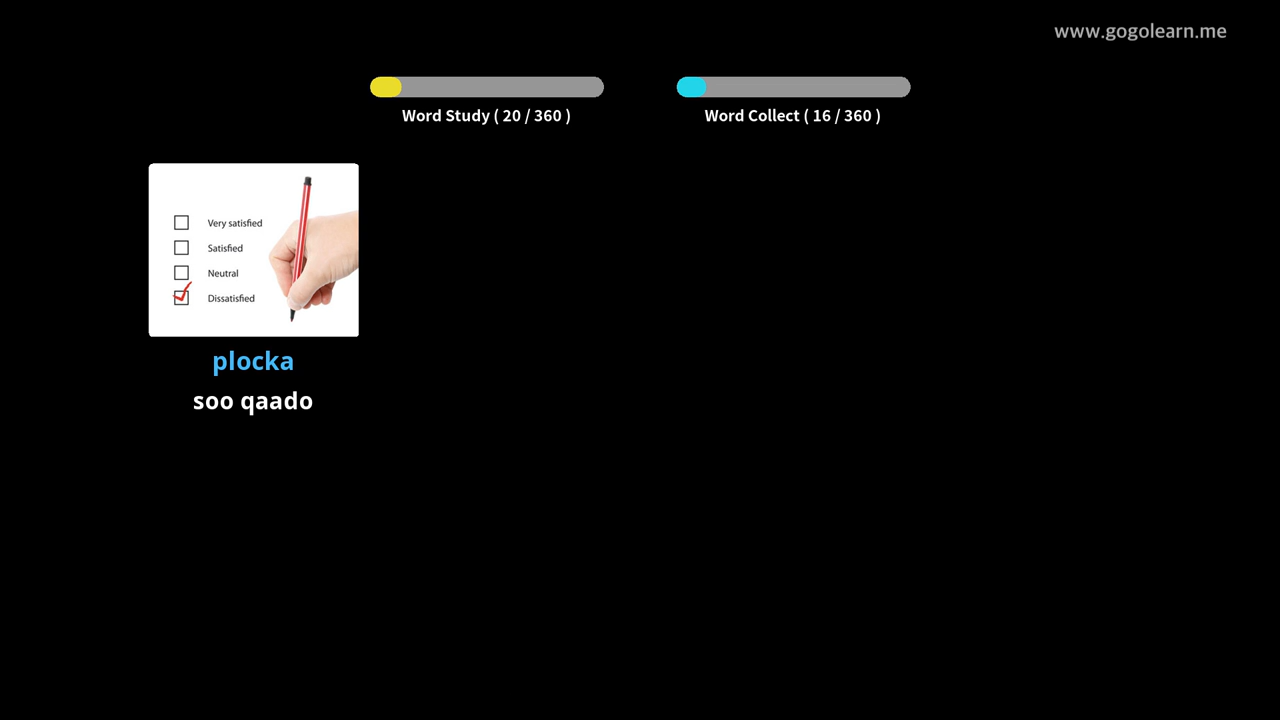 www.gogolearn.me
Word Study ( 20 / 360 )
Word Collect ( 16 / 360 )
Very satisfied
Satisfied
Neutral
Dissatisfied
plocka
soo qaado